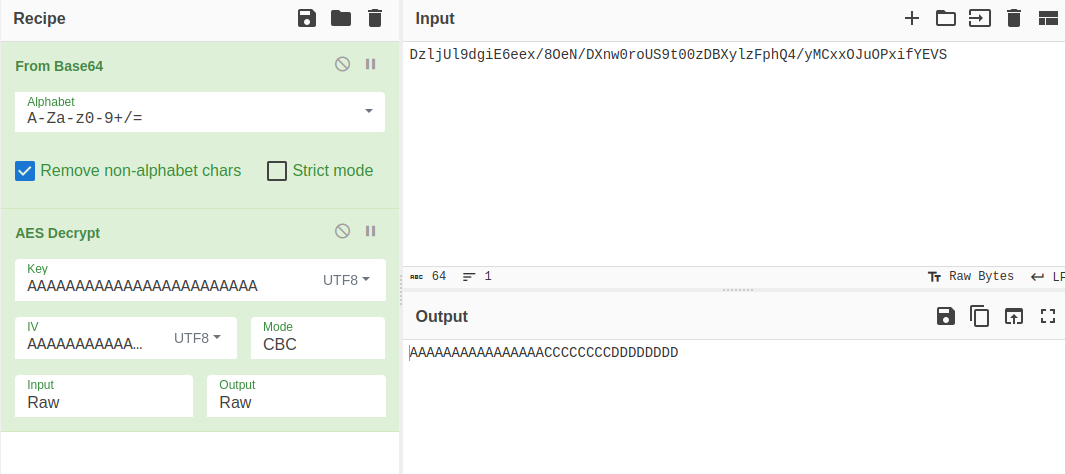 Recipe
Input
From Base64
Alphabet
A-Za-z0-9+/=
Remove non-alphabet chars
Strict mode
AES Decrypt
Key
AAAAAAAAAAAAAAAAAAAAAAAA
UTF8
IV
AAAAAAAAAAA…
UTF8
Mode
CBC
Input
Raw
Output
Raw
DzljUl9dgiE6eex/8OeN/DXnw0roUS9t00zDBXylzFphQ4/yMCxxOJuOPxifYEVS
ABC 64 1
Tт Raw Bytes LF
Output
AAAAAAAAAAAAAAAACCCCCCCCDDDDDDDD